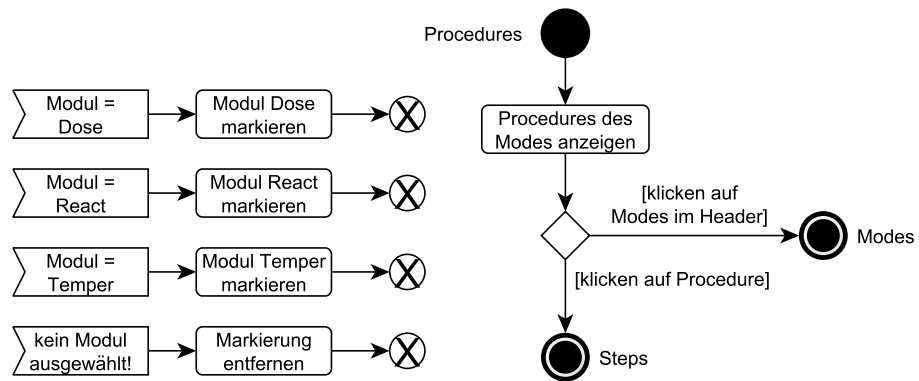 Procedures
Modul =
Dose
Modul Dose
markieren
Procedures des
Modes anzeigen
Modul =
React
Modul React
markieren
[klicken auf
Modes im Header]
Modes
Modul =
Temper
Modul Temper
markieren
[klicken auf Procedure]
kein Modul
ausgewählt!
Markierung
entfernen
Steps